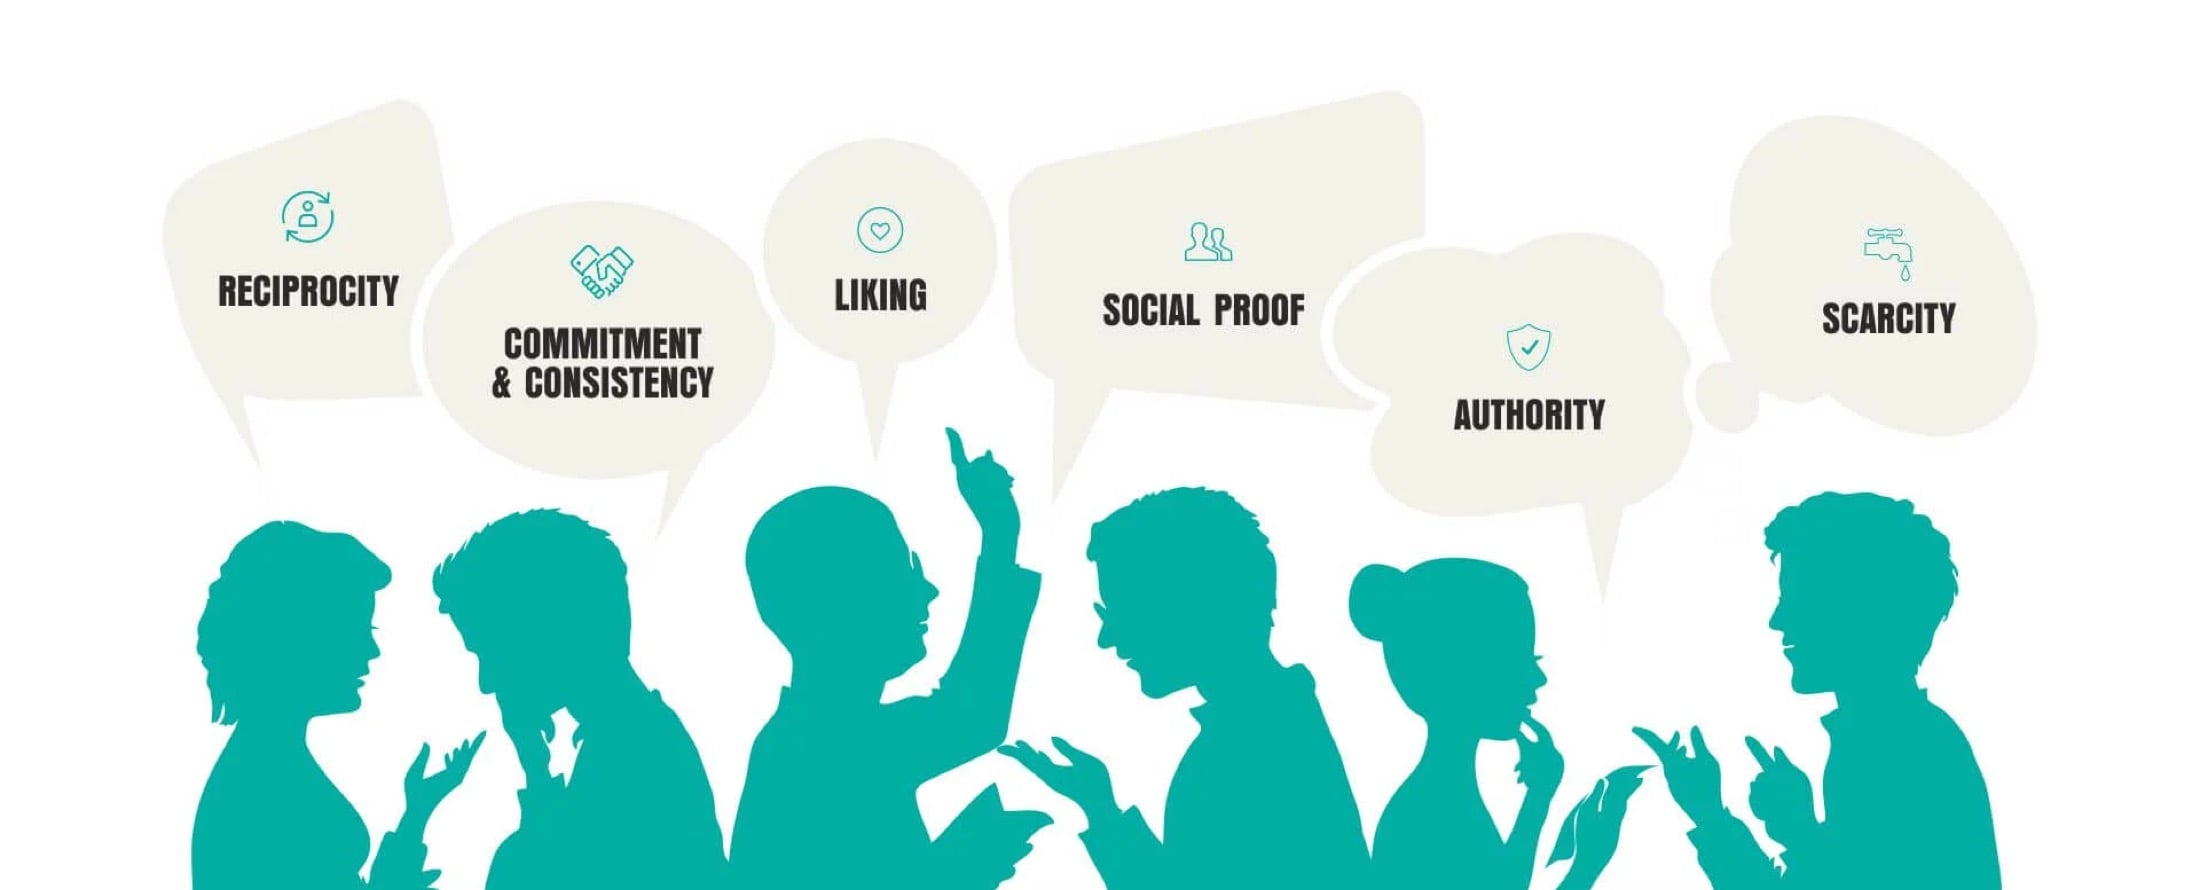 RECIPROCITY
COMMITMENT
& CONSISTENCY
LIKING
SOCIAL PROOF
AUTHORITY
SCARCITY